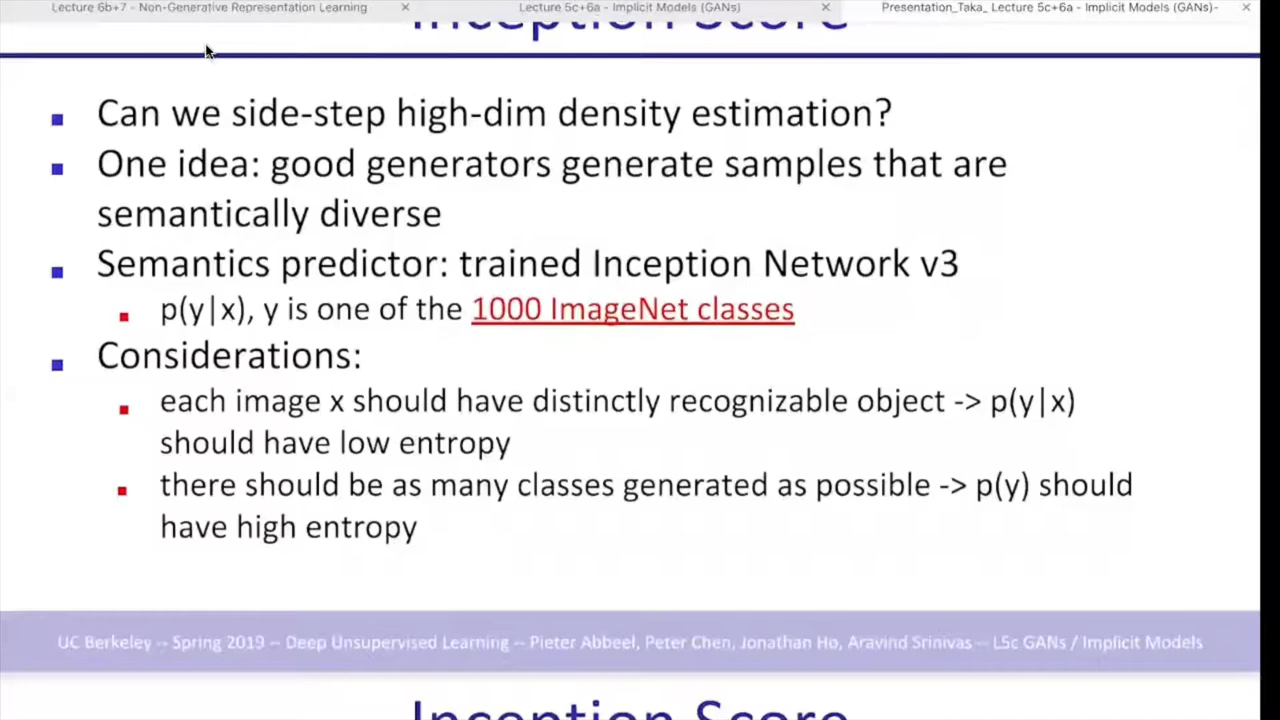 Lecture 6b+7 - Non-Generative Representation Learning
Lecture 5c+6a - Implicit Models (GANs)
Presentation_Taka_ Lecture 5c+6a - Implicit Models (GANs)-
Inception Score
Can we side-step high-dim density estimation?
One idea: good generators generate samples that are
semantically diverse
Semantics predictor: trained Inception Network v3
p(y|x), y is one of the 1000 ImageNet classes
Considerations:
each image x should have distinctly recognizable object -> p(y|x)
should have low entropy
there should be as many classes generated as possible -> p(y) should
have high entropy
UC Berkeley -- Spring 2019 -- Deep Unsupervised Learning -- Pieter Abbeel, Peter Chen, Jonathan Ho, Aravind Srinivas -- L5c GANs / Implicit Models
Inception Score